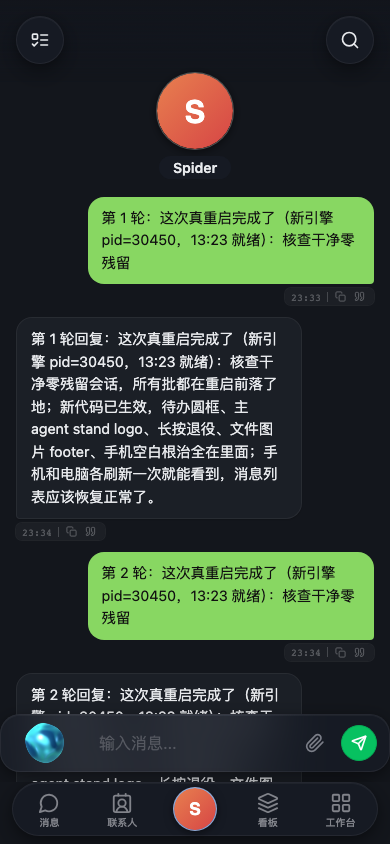 S
Spider
第 1 轮：这次真重启完成了（新引擎
pid=30450，13:23 就绪）：核查干净零
残留
23:33
第 1 轮回复：这次真重启完成了（新引
擎 pid=30450，13:23 就绪）：核查干
净零残留会话，所有批都在重启前落了
地；新代码已生效，待办圆框、主
agent stand logo、长按退役、文件图
片 footer、手机空白根治全在里面；手
机和电脑各刷新一次就能看到，消息列
表应该恢复正常了。
23:34
第 2 轮：这次真重启完成了（新引擎
pid=30450，13:23 就绪）：核查干净零
残留
23:34
第 2 轮回复：这次真重启完成了（新引
输入消息...
消息
联系人
S
看板
工作台